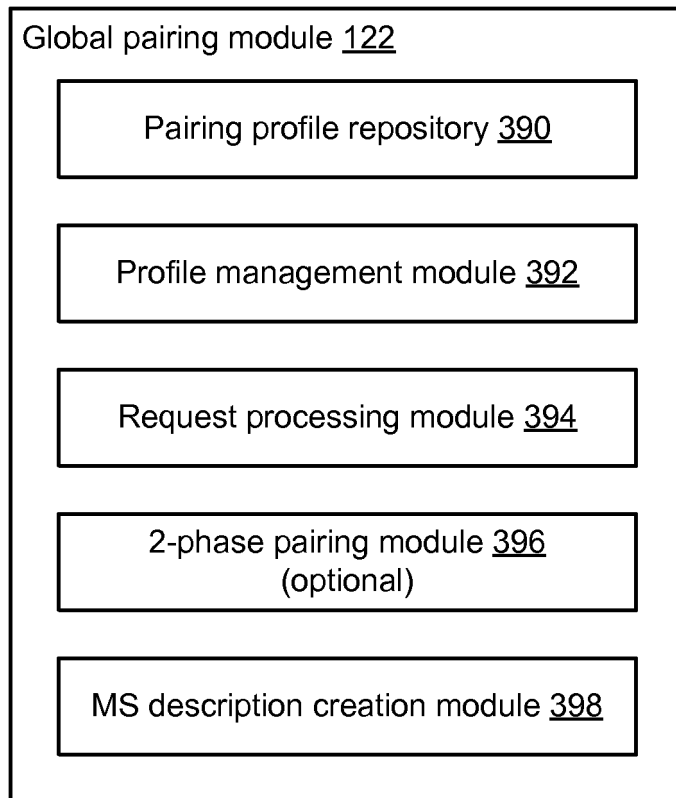 Global pairing module 122
Pairing profile repository 390
Profile management module 392
Request processing module 394
2-phase pairing module 396
(optional)
MS description creation module 398